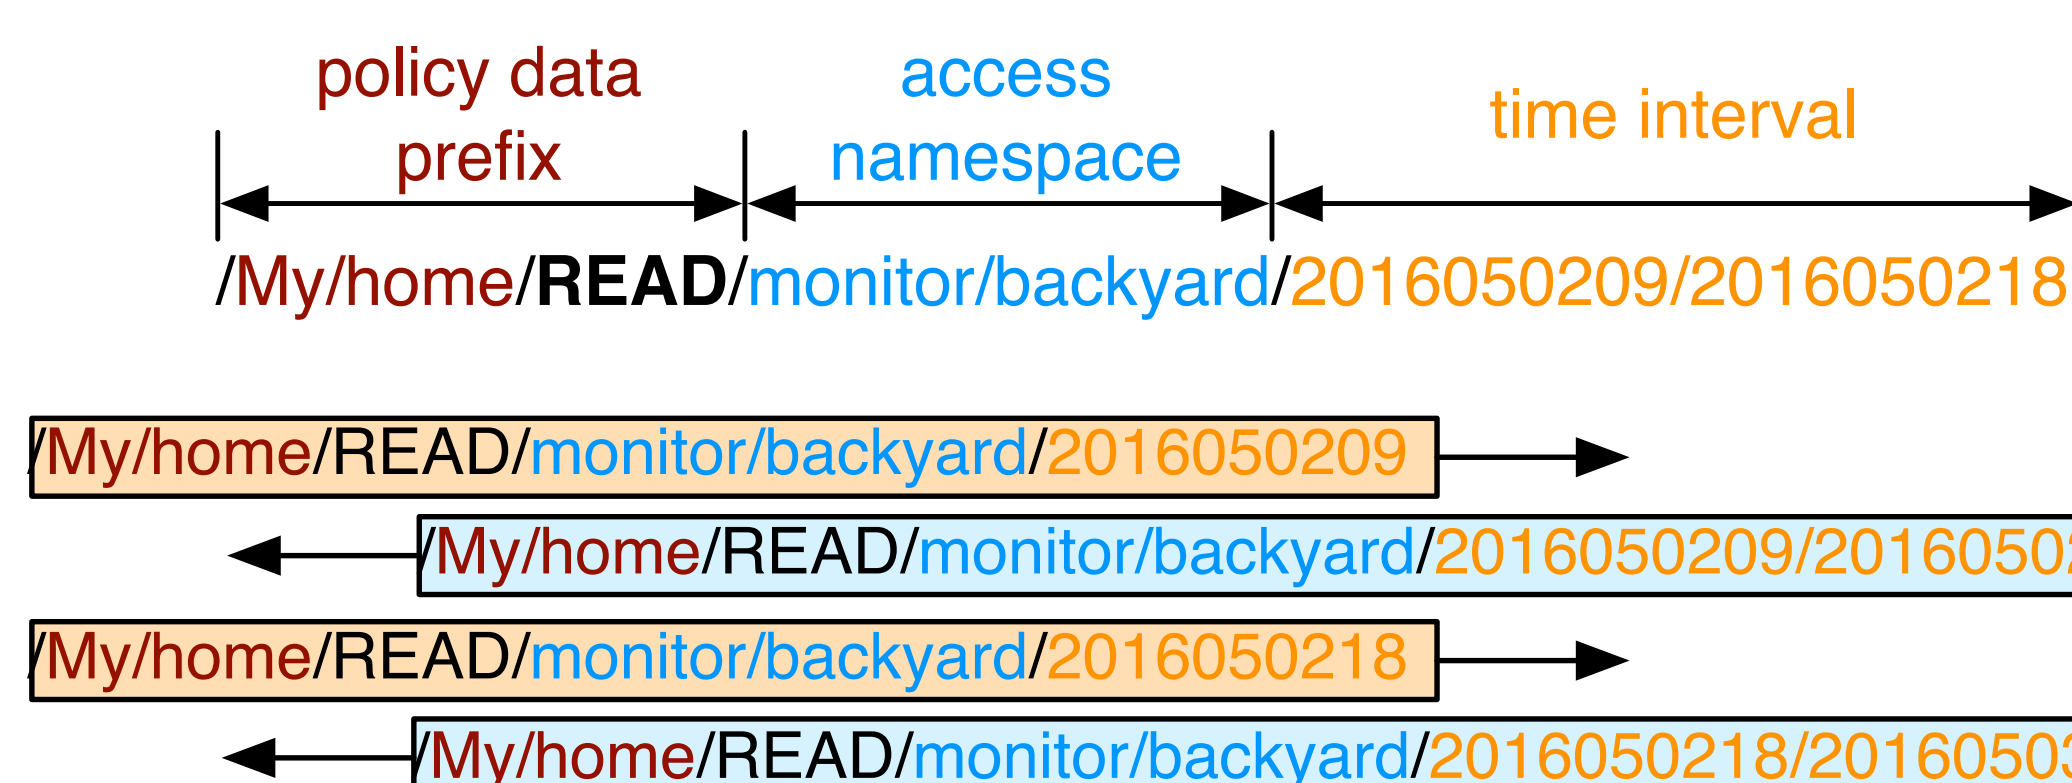 policy data
prefix
access
namespace
time interval
/My/home/READ/monitor/backyard/2016050209/2016050218
/My/home/READ/monitor/backyard/2016050209
/My/home/READ/monitor/backyard/2016050209/2016050
/My/home/READ/monitor/backyard/2016050218
/My/home/READ/monitor/backyard/2016050218/2016050